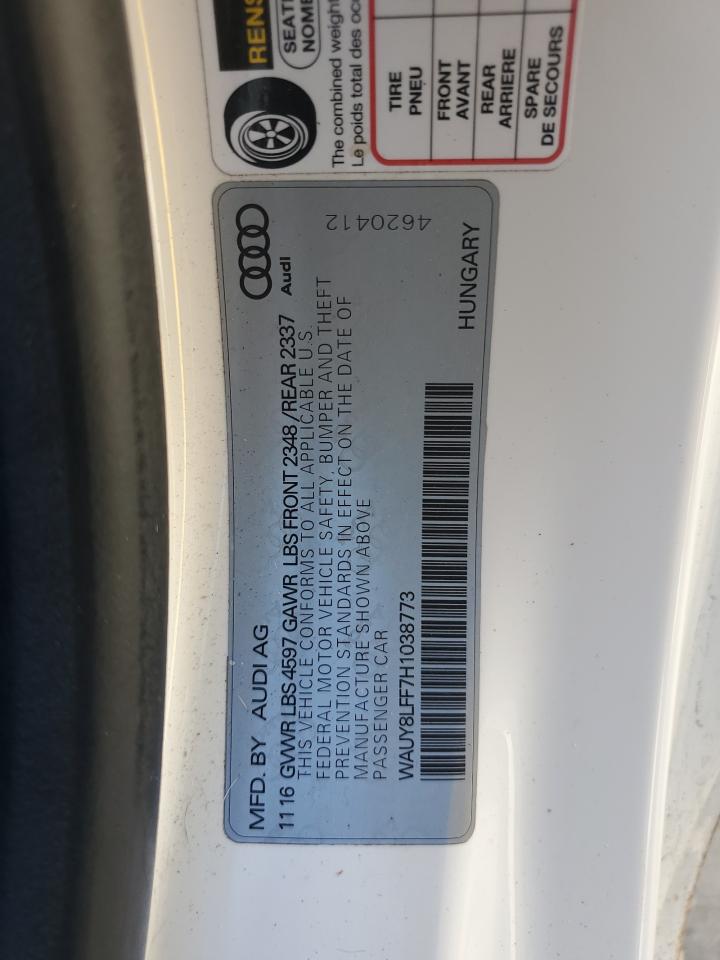 RENS
SEATI
NOMB
The combined weight
Le poids total des occ
TIRE
PNEU
FRONT
AVANT
REAR
ARRIERE
SPARE
DE SECOURS
MFD. BY AUDI AG
Audi
1116 GVWR LBS 4597 GAWR LBS FRONT 2348 /REAR 2337
THIS VEHICLE CONFORMS TO ALL APPLICABLE U.S.
FEDERAL MOTOR VEHICLE SAFETY, BUMPER AND THEFT
PREVENTION STANDARDS IN EFFECT ON THE DATE OF
MANUFACTURE SHOWN ABOVE
PASSENGER CAR
4620412
WAUY8LFF7H1038773
HUNGARY